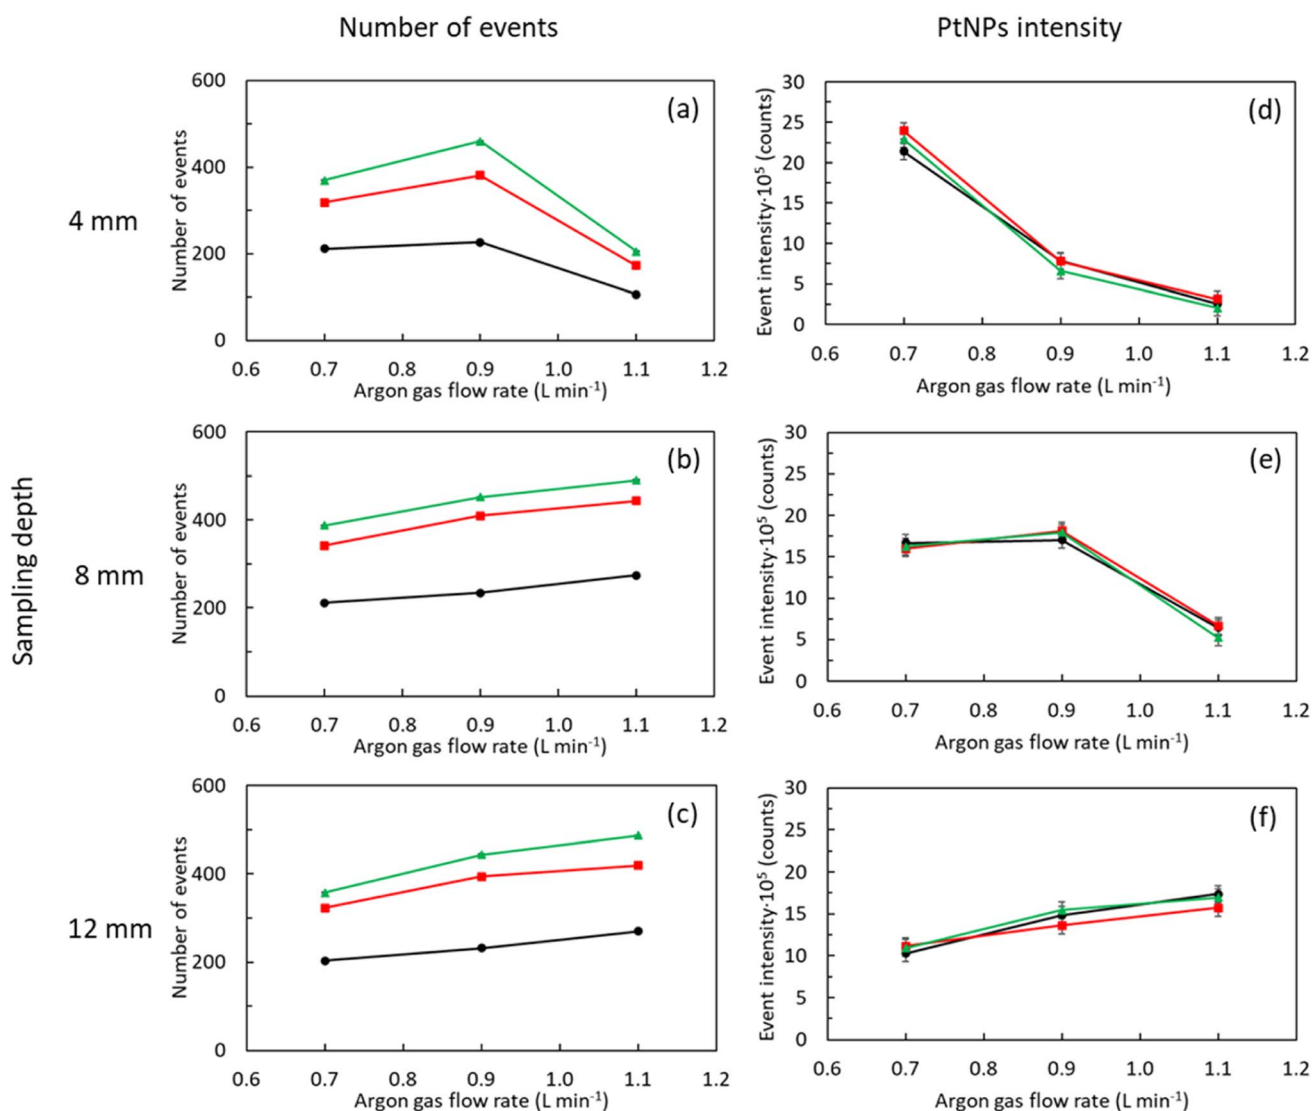 Number of events
PtNPs intensity
Sampling depth
4 mm
Number of events
600
400
200
0
(a)
0.6 0.7 0.8 0.9 1.0 1.1 1.2
Argon gas flow rate (L min⁻¹)
Event intensity·10⁵ (counts)
30
25
20
15
10
5
0
(d)
0.6 0.7 0.8 0.9 1.0 1.1 1.2
Argon gas flow rate (L min⁻¹)
8 mm
Number of events
600
400
200
0
(b)
0.6 0.7 0.8 0.9 1.0 1.1 1.2
Argon gas flow rate (L min⁻¹)
Event intensity·10⁵ (counts)
30
25
20
15
10
5
0
(e)
0.6 0.7 0.8 0.9 1.0 1.1 1.2
Argon gas flow rate (L min⁻¹)
12 mm
Number of events
600
400
200
0
(c)
0.6 0.7 0.8 0.9 1.0 1.1 1.2
Argon gas flow rate (L min⁻¹)
Event intensity·10⁵ (counts)
30
25
20
15
10
5
0
(f)
0.6 0.7 0.8 0.9 1.0 1.1 1.2
Argon gas flow rate (L min⁻¹)